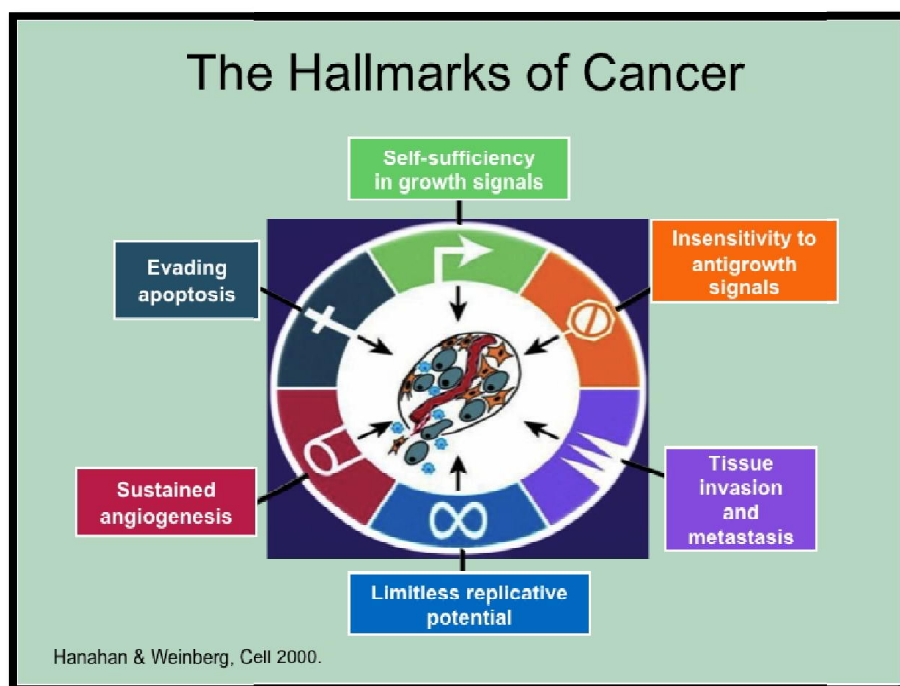 The Hallmarks of Cancer
Self-sufficiency
in growth signals
Evading
apoptosis
Insensitivity to
antigrowth
signals
Sustained
angiogenesis
Tissue
invasion
and
metastasis
Limitless replicative
potential
Hanahan & Weinberg, Cell 2000.